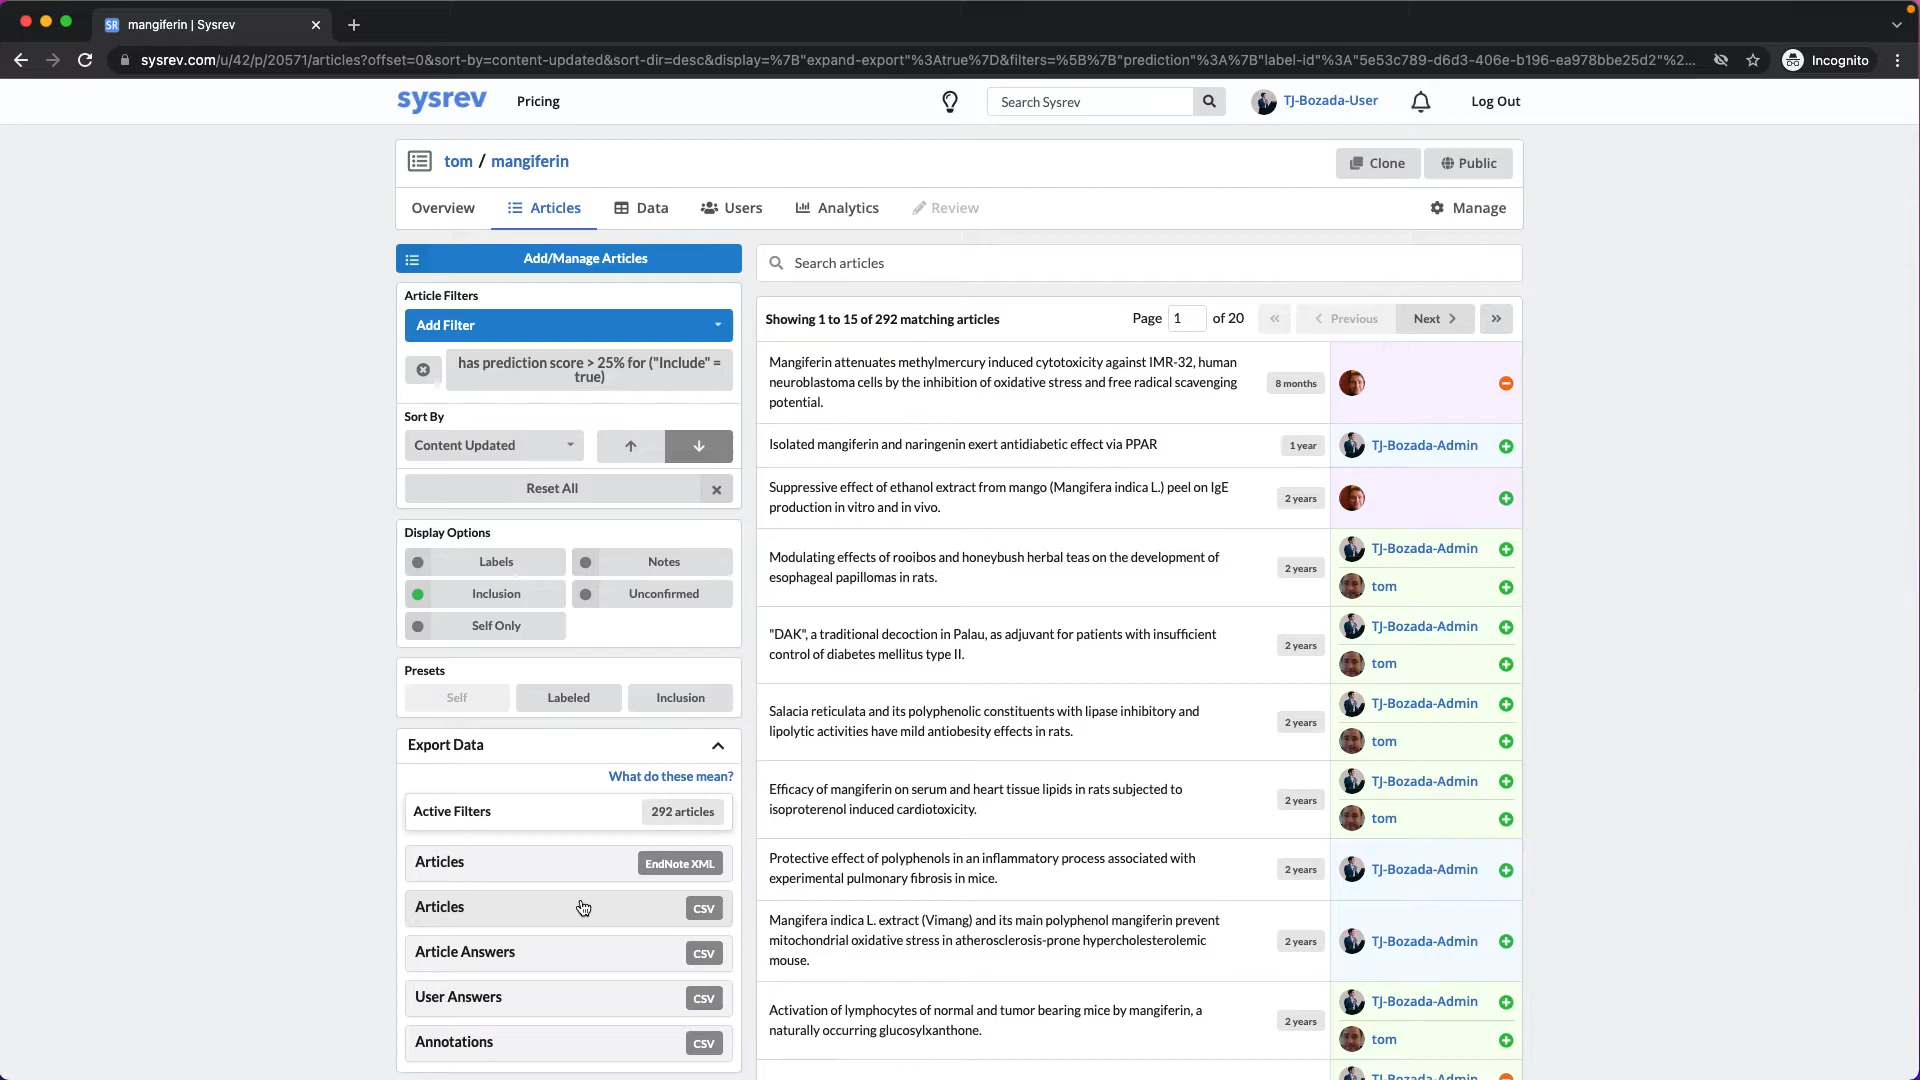 SR mangiferin | Sysrev
sysrev.com/u/42/p/20571/articles?offset=0&sort-by=content-updated&sort-dir=desc&display=%7B"expand-export"%3Atrue%7D&filters=%5B%7B"prediction"%3A%7B"label-id"%3A"5e53c789-d6d3-406e-b196-ea978bbe25d2"%2...
Incognito
sysrev
Pricing
Search Sysrev
TJ-Bozada-User
Log Out
tom / mangiferin
Clone
Public
Overview
Articles
Data
Users
Analytics
Review
Manage
Add/Manage Articles
Article Filters
Add Filter
has prediction score > 25% for ("Include" =
true)
Sort By
Content Updated
Reset All
Display Options
Labels
Notes
Inclusion
Unconfirmed
Self Only
Presets
Self
Labeled
Inclusion
Export Data
What do these mean?
Active Filters
292 articles
Articles
EndNote XML
Articles
CSV
Article Answers
CSV
User Answers
CSV
Annotations
CSV
Search articles
Showing 1 to 15 of 292 matching articles
Page 1 of 20
Previous
Next
Mangiferin attenuates methylmercury induced cytotoxicity against IMR-32, human
neuroblastoma cells by the inhibition of oxidative stress and free radical scavenging
potential.
8 months
Isolated mangiferin and naringenin exert antidiabetic effect via PPAR
1 year
TJ-Bozada-Admin
Suppressive effect of ethanol extract from mango (Mangifera indica L.) peel on IgE
production in vitro and in vivo.
2 years
Modulating effects of rooibos and honeybush herbal teas on the development of
esophageal papillomas in rats.
2 years
TJ-Bozada-Admin
tom
"DAK", a traditional decoction in Palau, as adjuvant for patients with insufficient
control of diabetes mellitus type II.
2 years
TJ-Bozada-Admin
tom
Salacia reticulata and its polyphenolic constituents with lipase inhibitory and
lipolytic activities have mild antiobesity effects in rats.
2 years
TJ-Bozada-Admin
tom
Efficacy of mangiferin on serum and heart tissue lipids in rats subjected to
isoproterenol induced cardiotoxicity.
2 years
TJ-Bozada-Admin
tom
Protective effect of polyphenols in an inflammatory process associated with
experimental pulmonary fibrosis in mice.
2 years
TJ-Bozada-Admin
Mangifera indica L. extract (Vimang) and its main polyphenol mangiferin prevent
mitochondrial oxidative stress in atherosclerosis-prone hypercholesterolemic
mouse.
2 years
TJ-Bozada-Admin
Activation of lymphocytes of normal and tumor bearing mice by mangiferin, a
naturally occurring glucosylxanthone.
2 years
TJ-Bozada-Admin
tom
TJ-Bozada-Admin